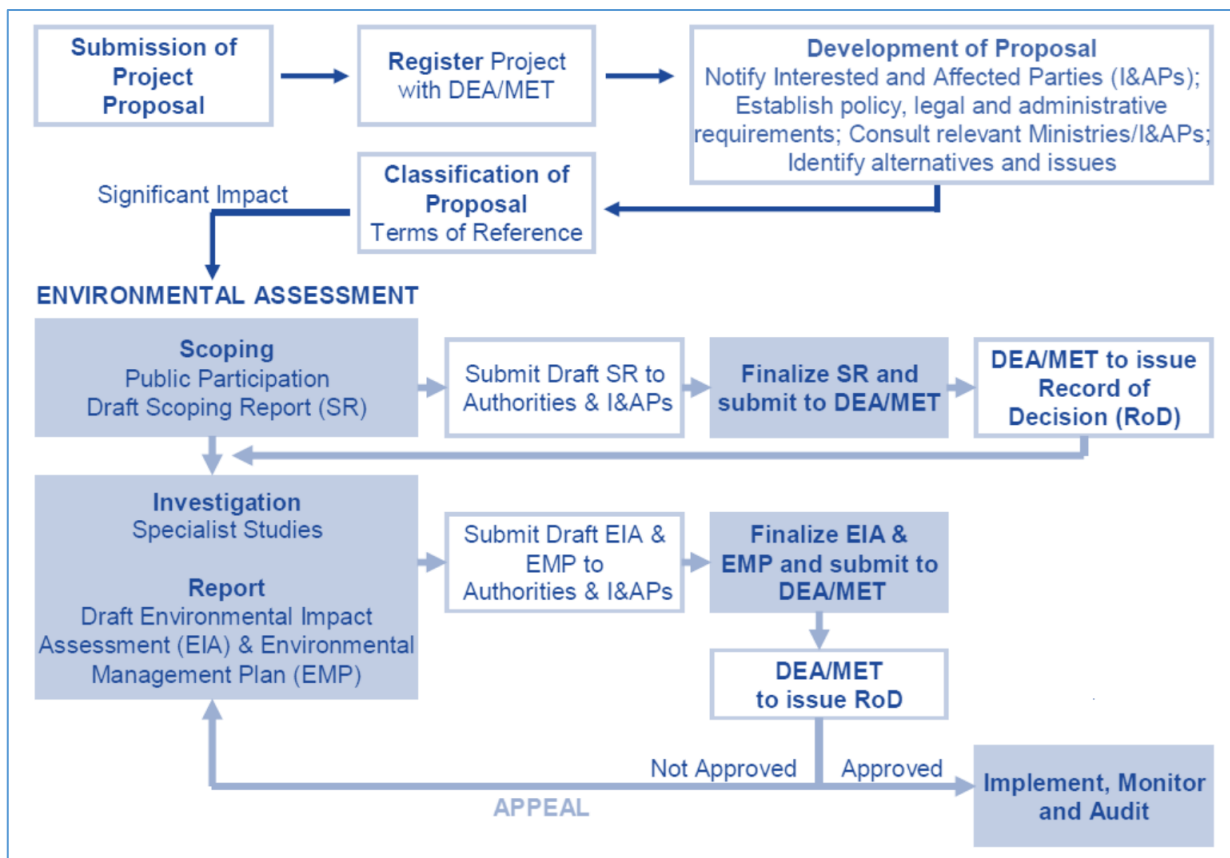 Submission of
Project
Proposal
Register Project
with DEA/MET
Development of Proposal
Notify Interested and Affected Parties (I&APs);
Establish policy, legal and administrative
requirements; Consult relevant Ministries/I&APs;
Identify alternatives and issues
Classification of
Proposal
Terms of Reference
Significant Impact
ENVIRONMENTAL ASSESSMENT
Scoping
Public Participation
Draft Scoping Report (SR)
Submit Draft SR to
Authorities & I&APs
Finalize SR and
submit to DEA/MET
DEA/MET to issue
Record of
Decision (RoD)
Investigation
Specialist Studies
Report
Draft Environmental Impact
Assessment (EIA) & Environmental
Management Plan (EMP)
Submit Draft EIA &
EMP to
Authorities & I&APs
Finalize EIA &
EMP and submit to
DEA/MET
DEA/MET
to issue RoD
Not Approved
Approved
APPEAL
Implement, Monitor
and Audit